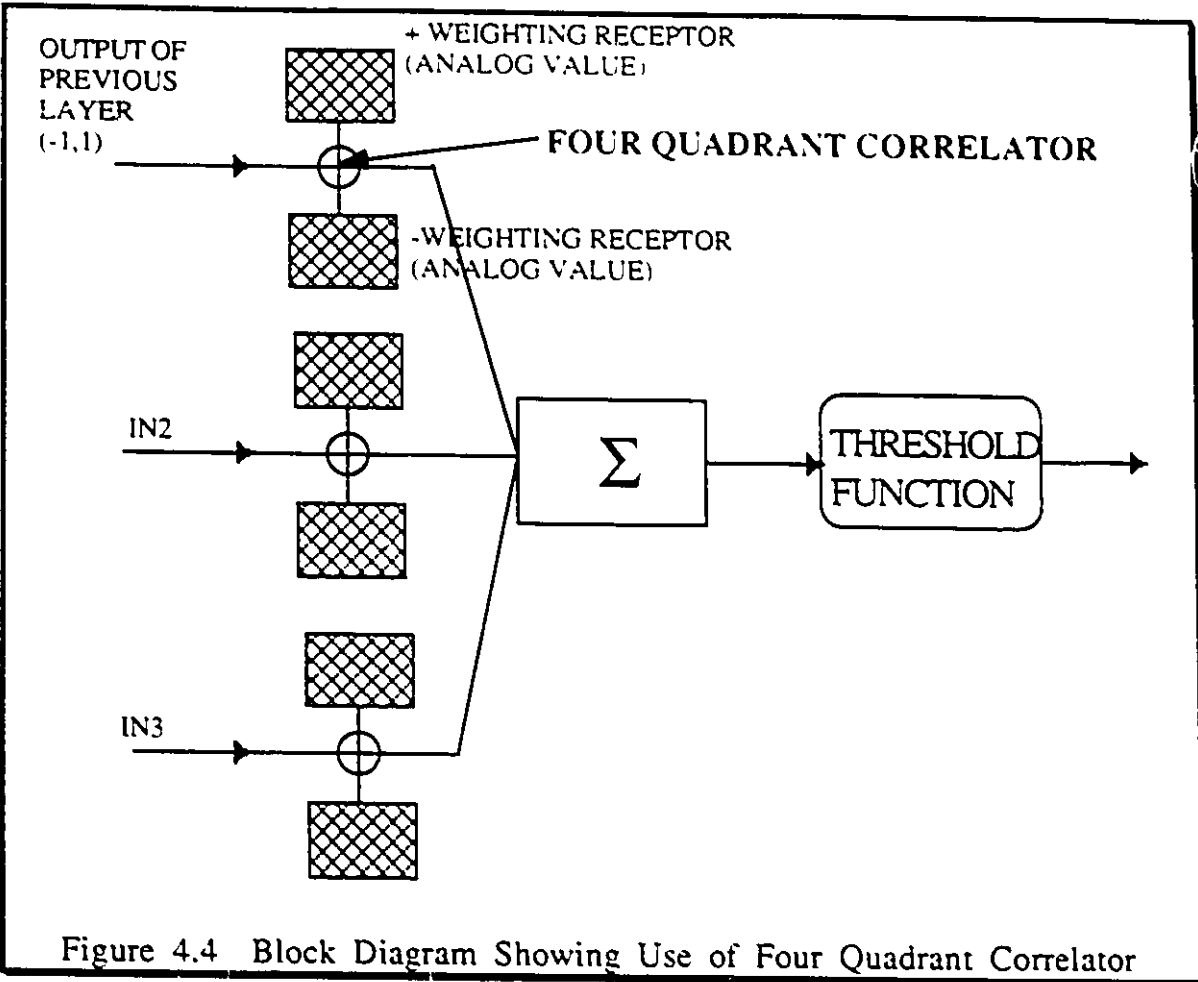 OUTPUT OF
PREVIOUS
LAYER
(-1,1)
+ WEIGHTING RECEPTOR
(ANALOG VALUE)
FOUR QUADRANT CORRELATOR
-WEIGHTING RECEPTOR
(ANALOG VALUE)
IN2
Σ
THRESHOLD
FUNCTION
IN3
Figure 4.4 Block Diagram Showing Use of Four Quadrant Correlator